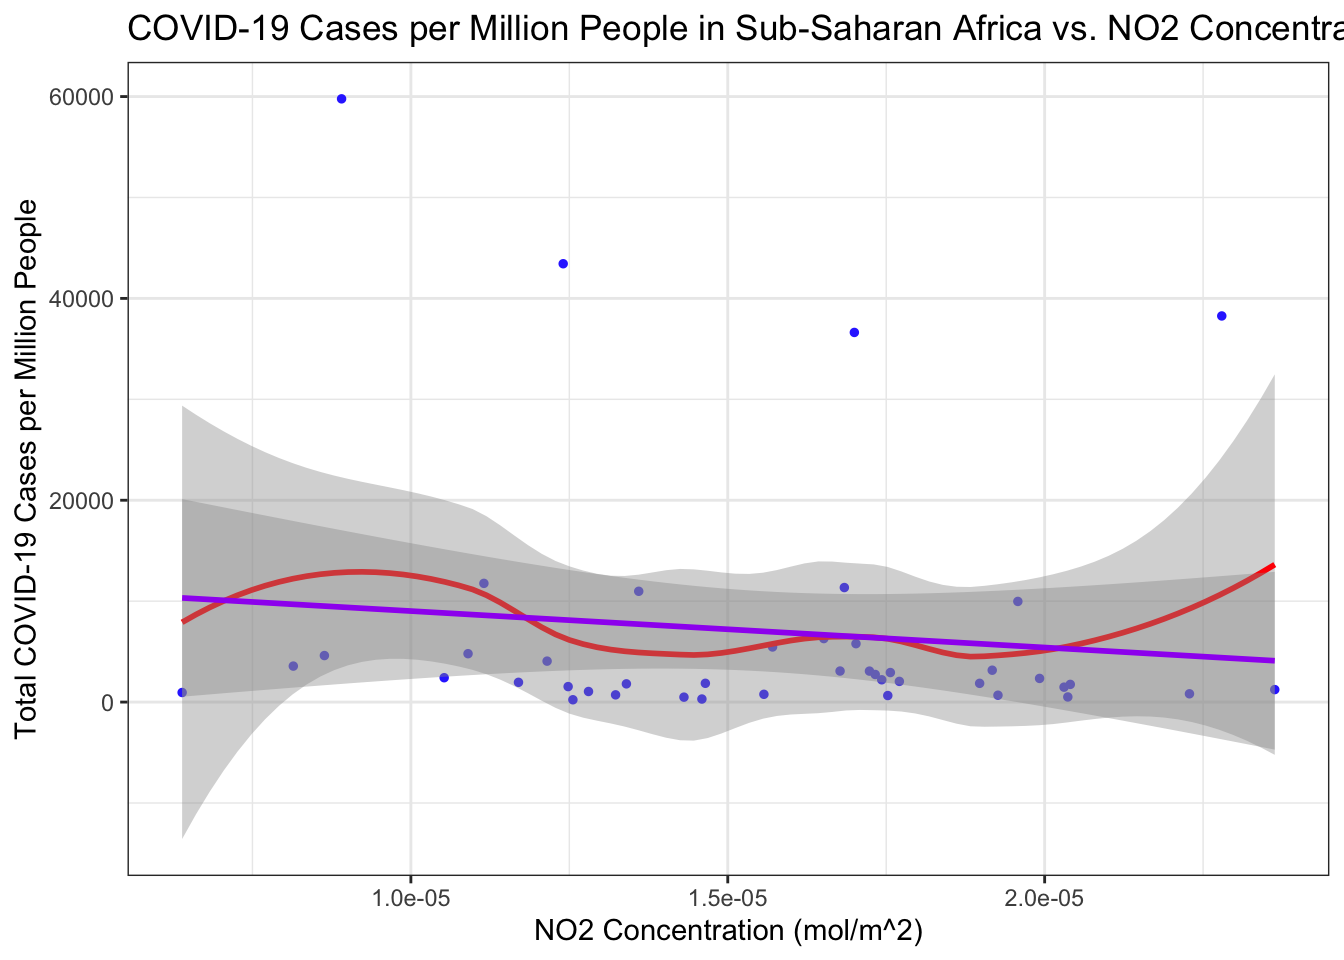 COVID-19 Cases per Million People in Sub-Saharan Africa vs. NO2 Concentra
60000
40000
20000
0
Total COVID-19 Cases per Million People
1.0e-05 1.5e-05 2.0e-05
NO2 Concentration (mol/m^2)